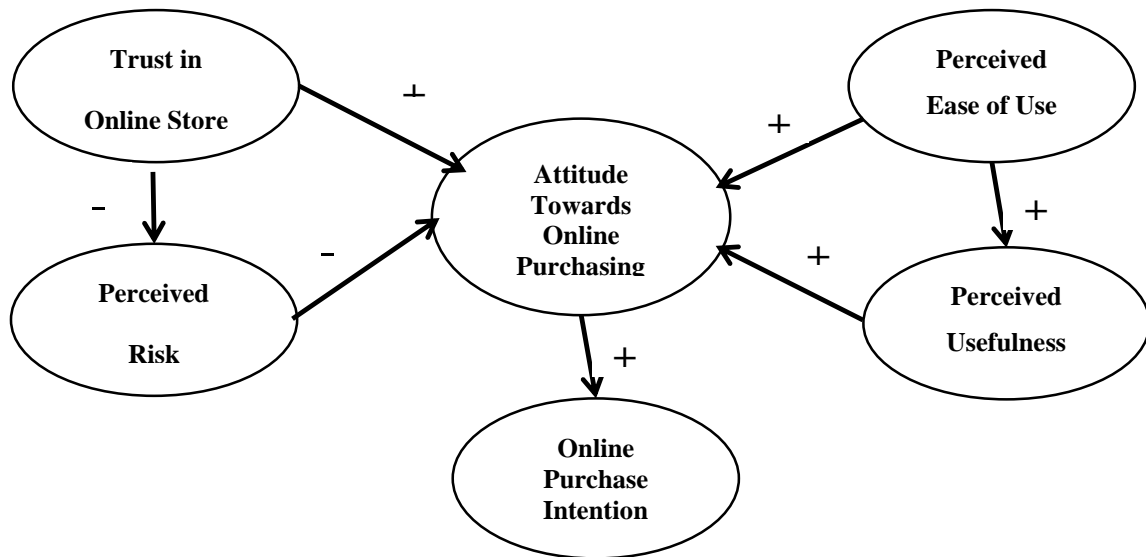 Trust in
Online Store
+
Perceived
Ease of Use
+
Attitude
Towards
Online
Purchasing
-
+
-
+
Perceived
Risk
Perceived
Usefulness
+
Online
Purchase
Intention